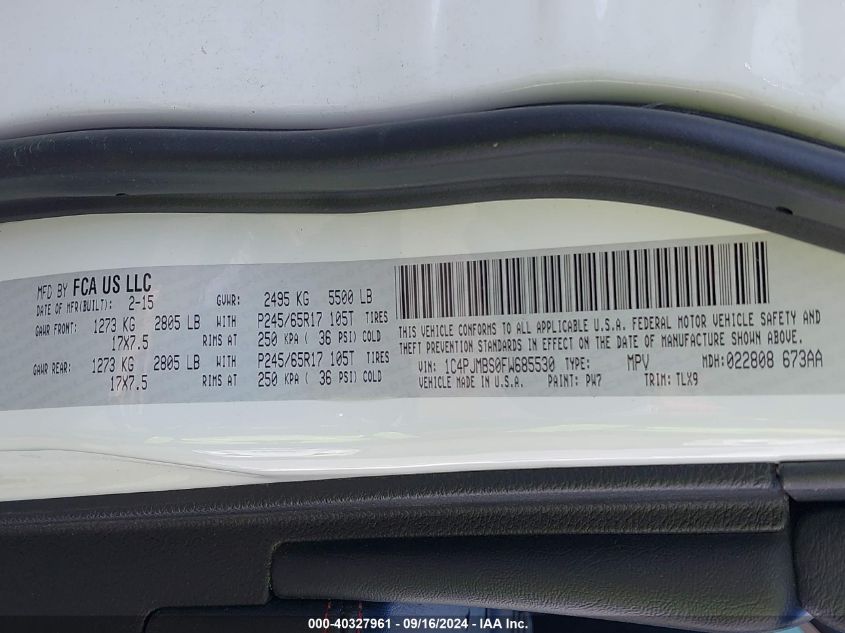 MFD BY FCA US LLC
DATE OF MFR(BUILT): 2-15 GVWR: 2495 KG 5500 LB
GAWR FRONT: 1273 KG 2805 LB WITH P245/65R17 105T TIRES
17X7.5 RIMS AT 250 KPA ( 36 PSI) COLD
GAWR REAR: 1273 KG 2805 LB WITH P245/65R17 105T TIRES
17X7.5 RIMS AT 250 KPA ( 36 PSI) COLD
THIS VEHICLE CONFORMS TO ALL APPLICABLE U.S.A. FEDERAL MOTOR VEHICLE SAFETY AND
THEFT PREVENTION STANDARDS IN EFFECT ON THE DATE OF MANUFACTURE SHOWN ABOVE.
VIN: 1C4PJMBS0FW685530 TYPE: MPV MDH: 022808 673AA
VEHICLE MADE IN U.S.A. PAINT: PW7 TRIM: TLX9
000-40327961 - 09/16/2024 - IAA Inc.